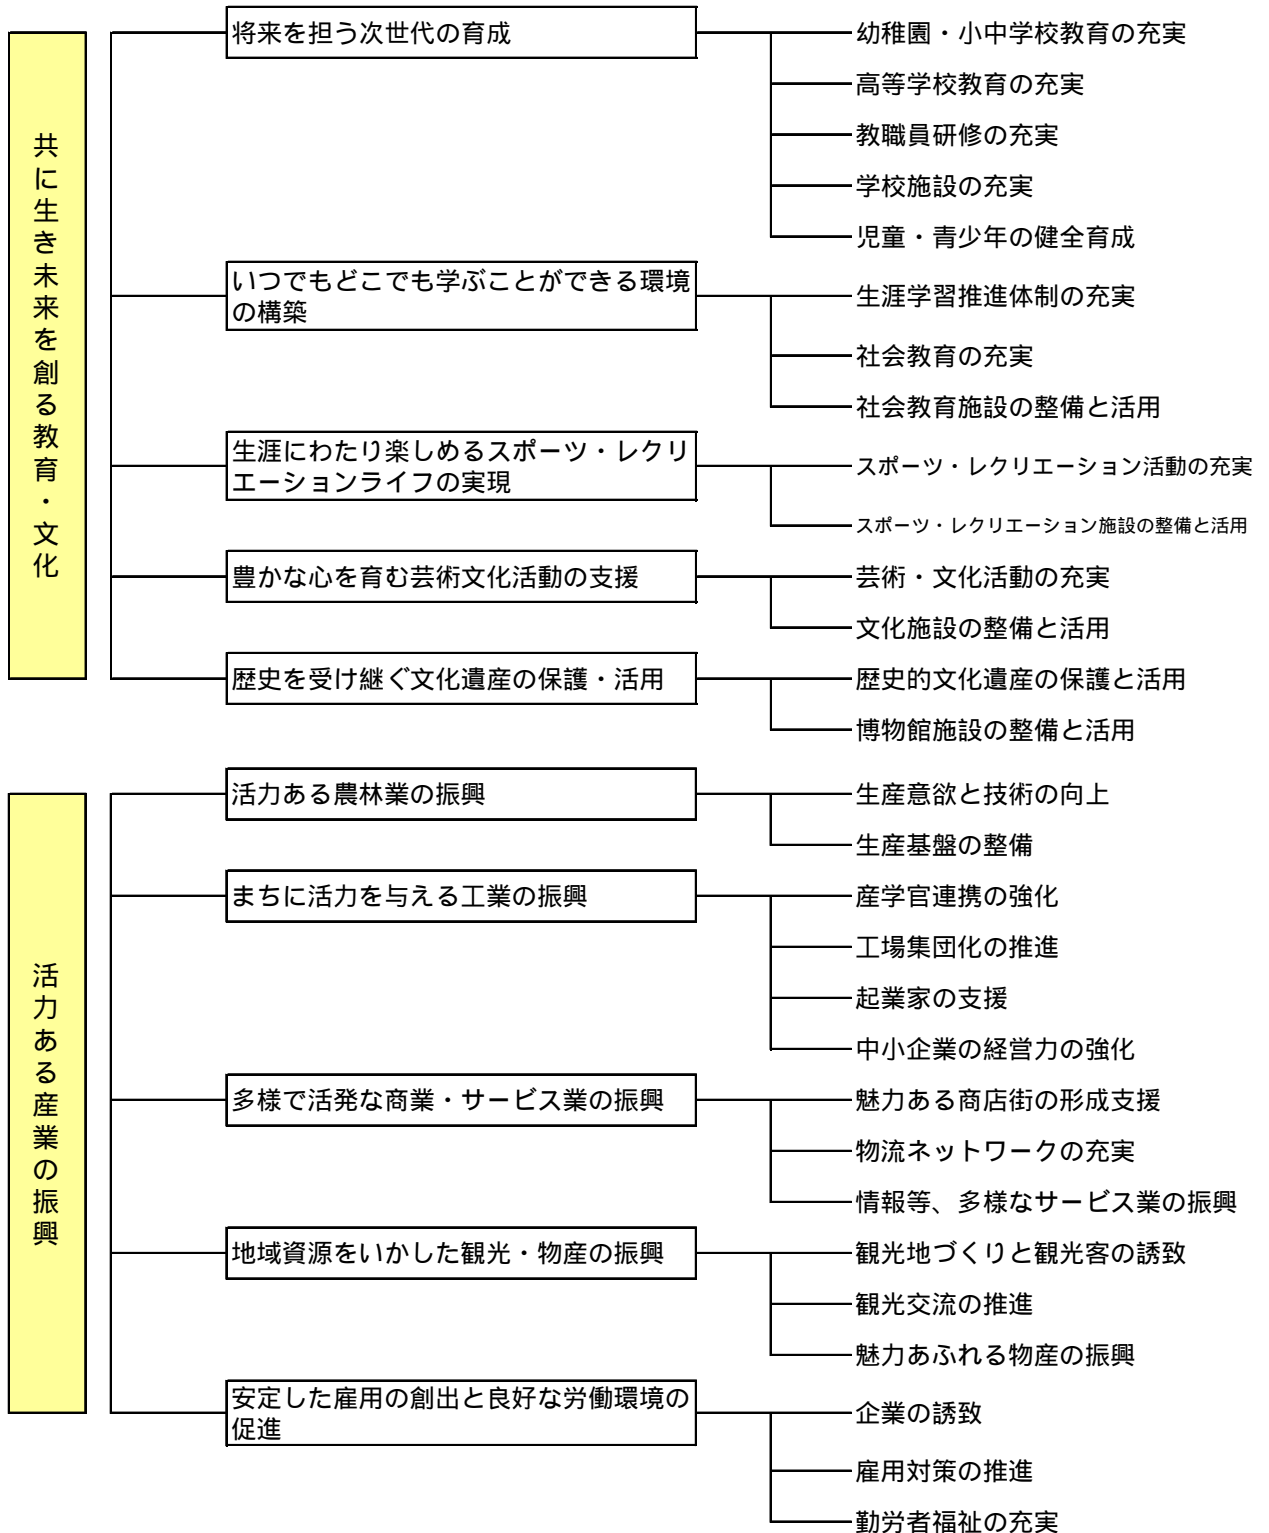 共に生き未来を創る教育・文化
将来を担う次世代の育成
幼稚園・小中学校教育の充実
高等学校教育の充実
教職員研修の充実
学校施設の充実
児童・青少年の健全育成
いつでもどこでも学ぶことができる環境
の構築
生涯学習推進体制の充実
社会教育の充実
社会教育施設の整備と活用
生涯にわたり楽しめるスポーツ・レクリ
エーションライフの実現
スポーツ・レクリエーション活動の充実
スポーツ・レクリエーション施設の整備と活用
豊かな心を育む芸術文化活動の支援
芸術・文化活動の充実
文化施設の整備と活用
歴史を受け継ぐ文化遺産の保護・活用
歴史的文化遺産の保護と活用
博物館施設の整備と活用
活力ある産業の振興
活力ある農林業の振興
生産意欲と技術の向上
生産基盤の整備
まちに活力を与える工業の振興
産学官連携の強化
工場集団化の推進
起業家の支援
中小企業の経営力の強化
多様で活発な商業・サービス業の振興
魅力ある商店街の形成支援
物流ネットワークの充実
情報等、多様なサービス業の振興
地域資源をいかした観光・物産の振興
観光地づくりと観光客の誘致
観光交流の推進
魅力あふれる物産の振興
安定した雇用の創出と良好な労働環境の
促進
企業の誘致
雇用対策の推進
勤労者福祉の充実